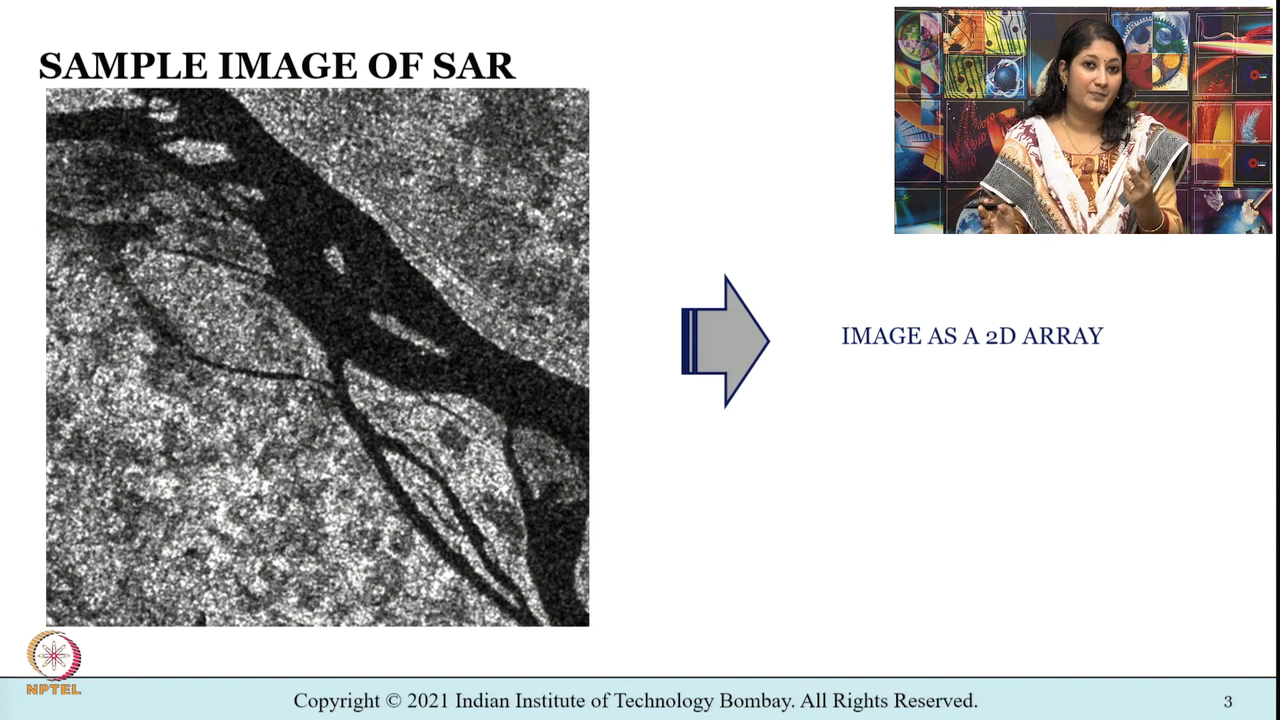 SAMPLE IMAGE OF SAR
IMAGE AS A 2D ARRAY
NPTEL
Copyright © 2021 Indian Institute of Technology Bombay. All Rights Reserved.
3